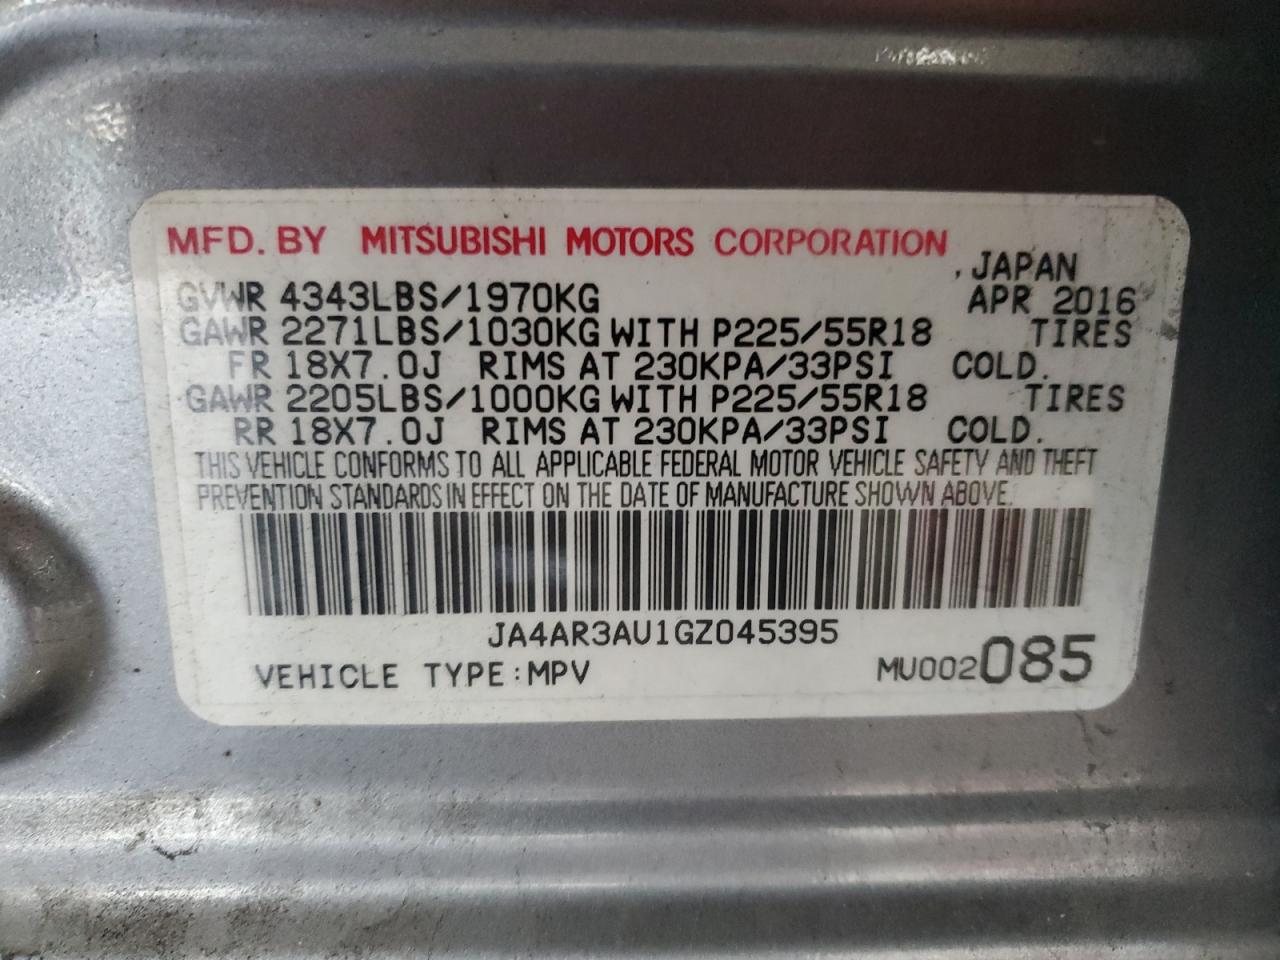 MFD. BY MITSUBISHI MOTORS CORPORATION
, JAPAN
GVWR 4343LBS/1970KG APR 2016
GAWR 2271LBS/1030KG WITH P225/55R18 TIRES
FR 18X7.0J RIMS AT 230KPA/33PSI COLD.
GAWR 2205LBS/1000KG WITH P225/55R18 TIRES
RR 18X7.0J RIMS AT 230KPA/33PSI COLD.
THIS VEHICLE CONFORMS TO ALL APPLICABLE FEDERAL MOTOR VEHICLE SAFETY AND THEFT
PREVENTION STANDARDS IN EFFECT ON THE DATE OF MANUFACTURE SHOWN ABOVE.
JA4AR3AU1GZ045395
VEHICLE TYPE:MPV MU002085